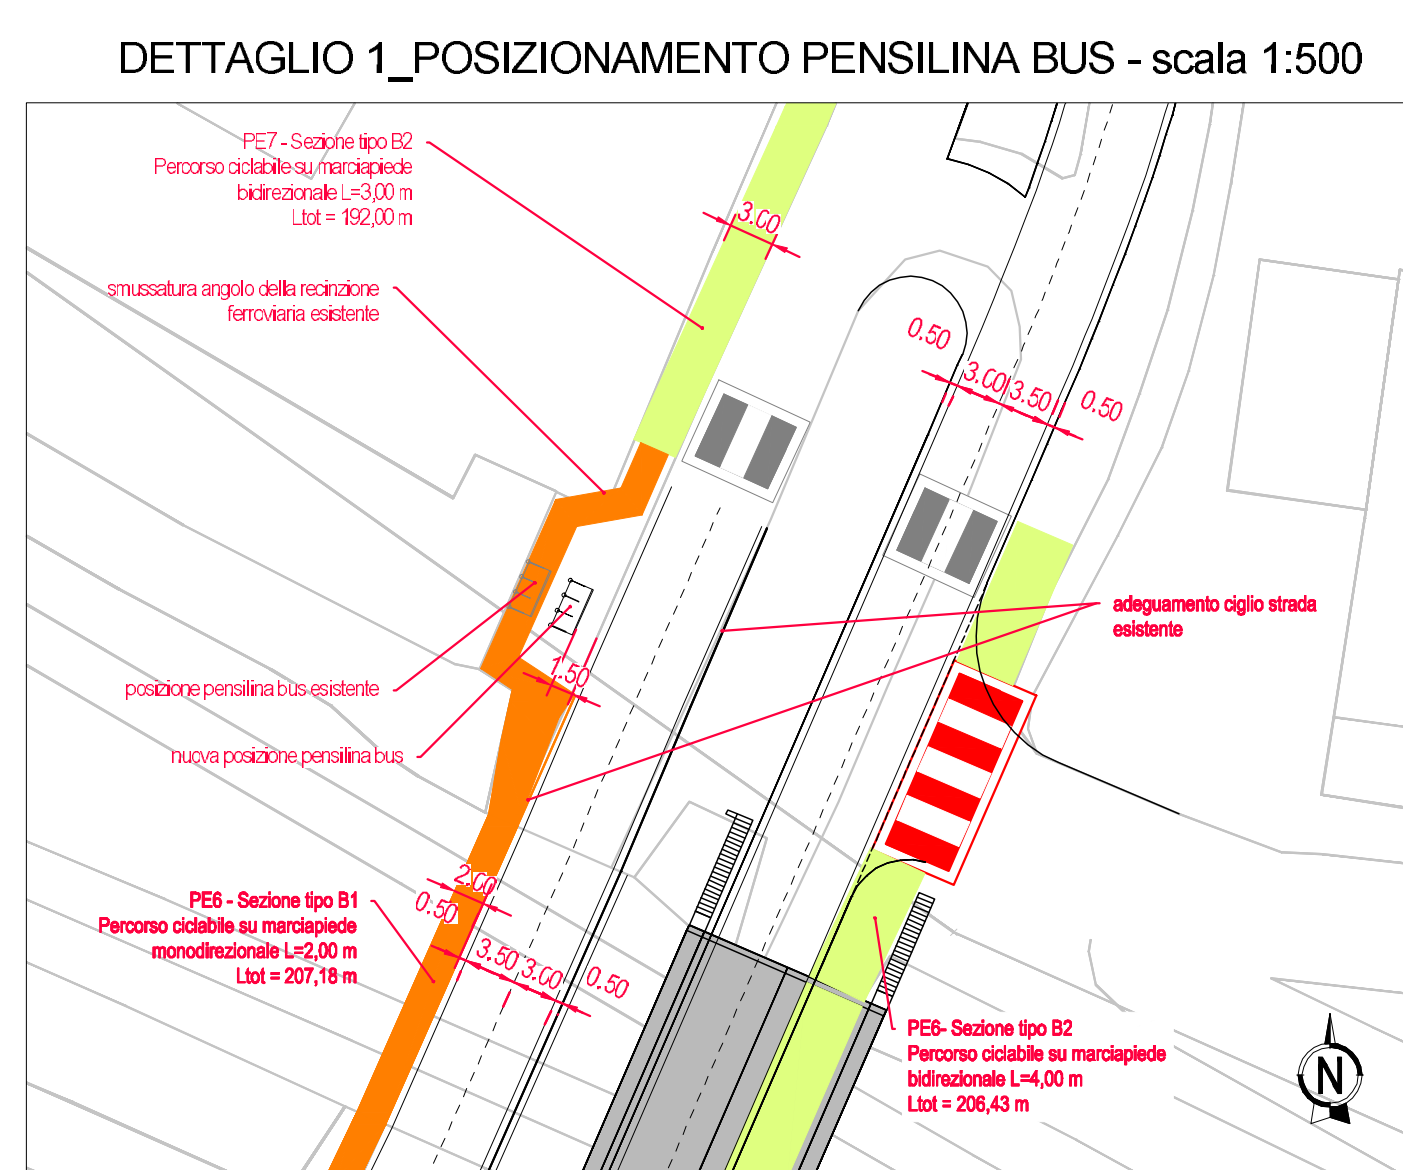 DETTAGLIO 1_POSIZIONAMENTO PENSILINA BUS - scala 1:500
PE7 - Sezione tipo B2
Percorso ciclabile su marciapiede
bidirezionale L=3,00 m
Ltot = 192,00 m
3.00
smussatura angolo della recinzione
ferroviaria esistente
0.50
3.00
3.50
0.50
adeguamento ciglio strada
esistente
1.50
posizione pensilina bus esistente
nuova posizione pensilina bus
2.00
0.50
PE6 - Sezione tipo B1
Percorso ciclabile su marciapiede
monodirezionale L=2,00 m
Ltot = 207,18 m
3.50
3.00
0.50
PE6- Sezione tipo B2
Percorso ciclabile su marciapiede
bidirezionale L=4,00 m
Ltot = 206,43 m
N